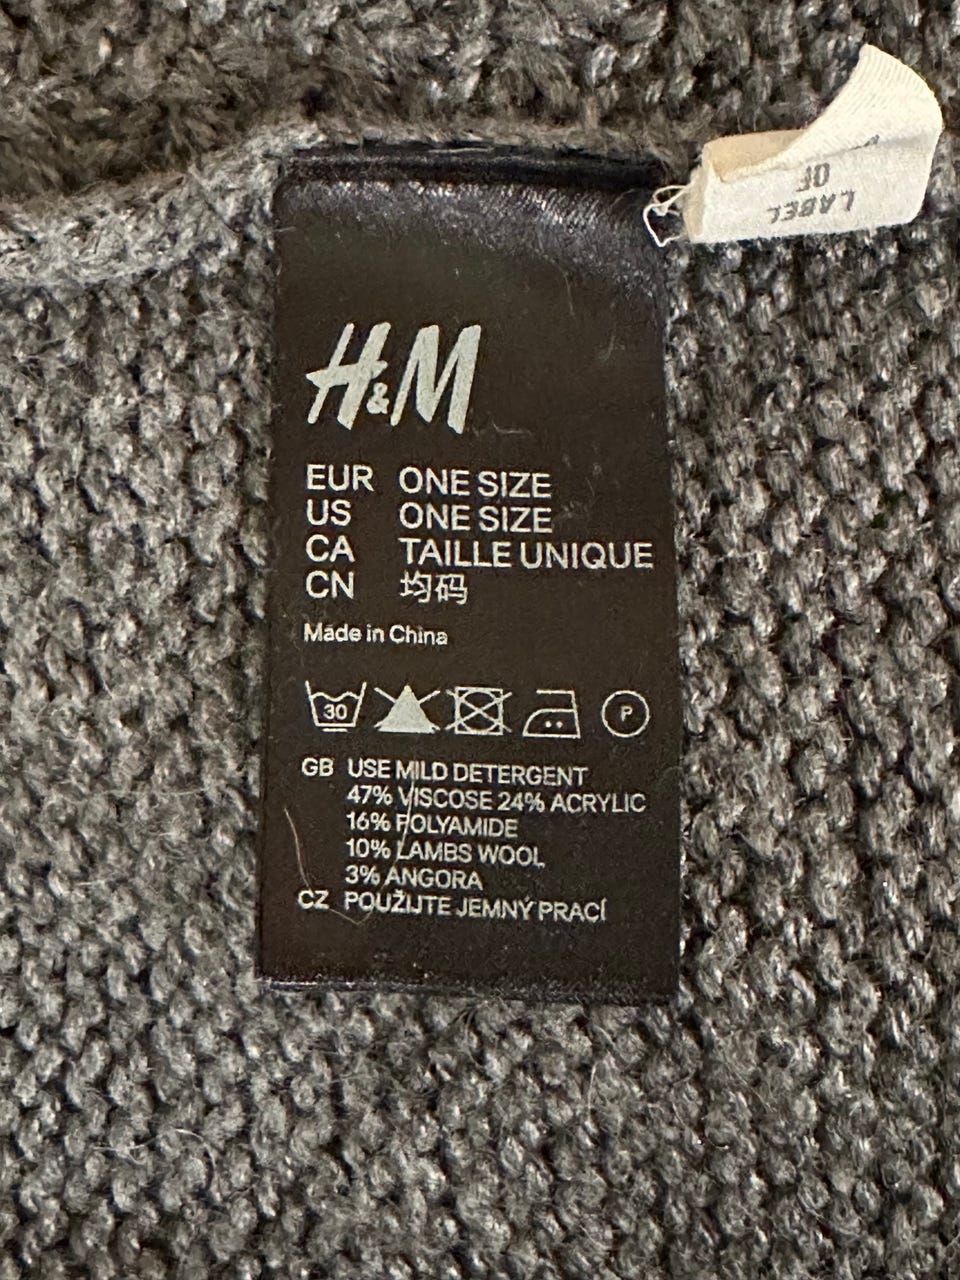 H&M
EUR ONE SIZE
US ONE SIZE
CA TAILLE UNIQUE
CN 均码
Made in China
30 P
GB USE MILD DETERGENT
47% VISCOSE 24% ACRYLIC
16% POLYAMIDE
10% LAMBS WOOL
3% ANGORA
CZ POUŽIJTE JEMNÝ PRACÍ
LABEL
OF